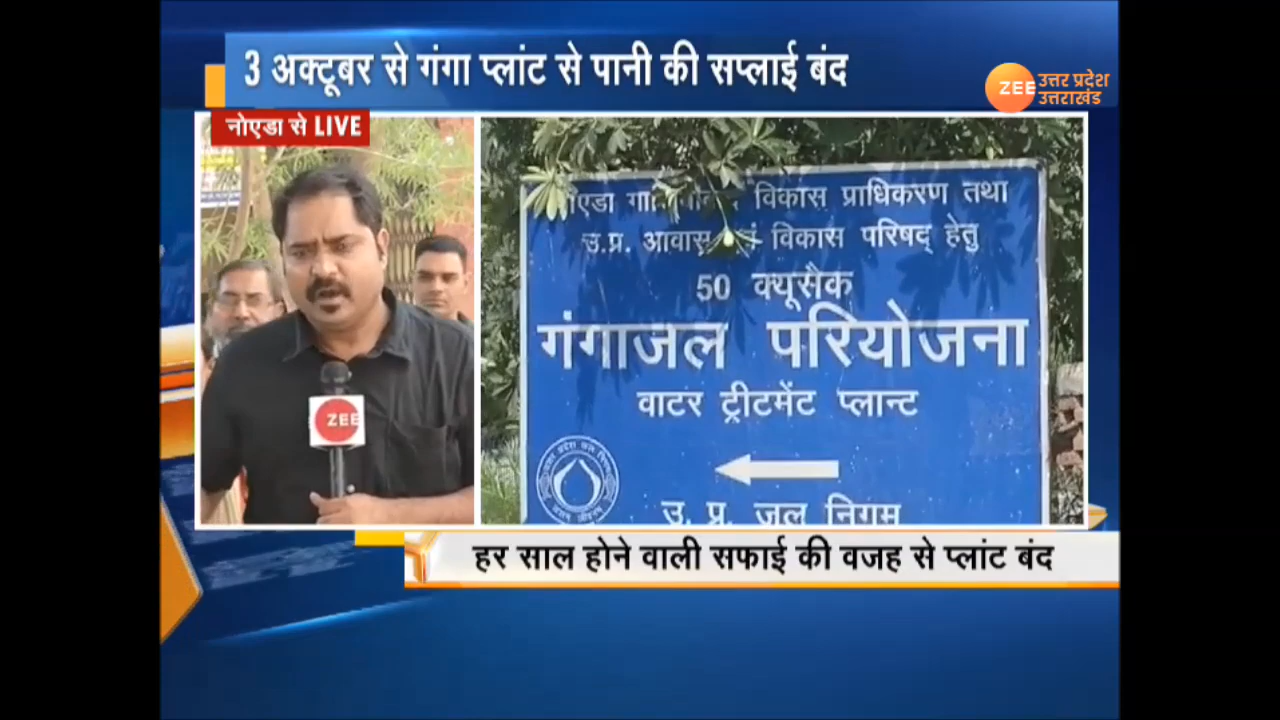 3 अक्टूबर से गंगा प्लांट से पानी की सप्लाई बंद
ZEE उत्तर प्रदेश
उत्तराखंड
नोएडा से LIVE
विकास प्राधिकरण तथा
उ.प्र. आवास एवं विकास परिषद् हेतु
50 क्यूसैक
गंगाजल परियोजना
वाटर ट्रीटमेंट प्लान्ट
उ. प्र. जल निगम
ZEE
हर साल होने वाली सफाई की वजह से प्लांट बंद